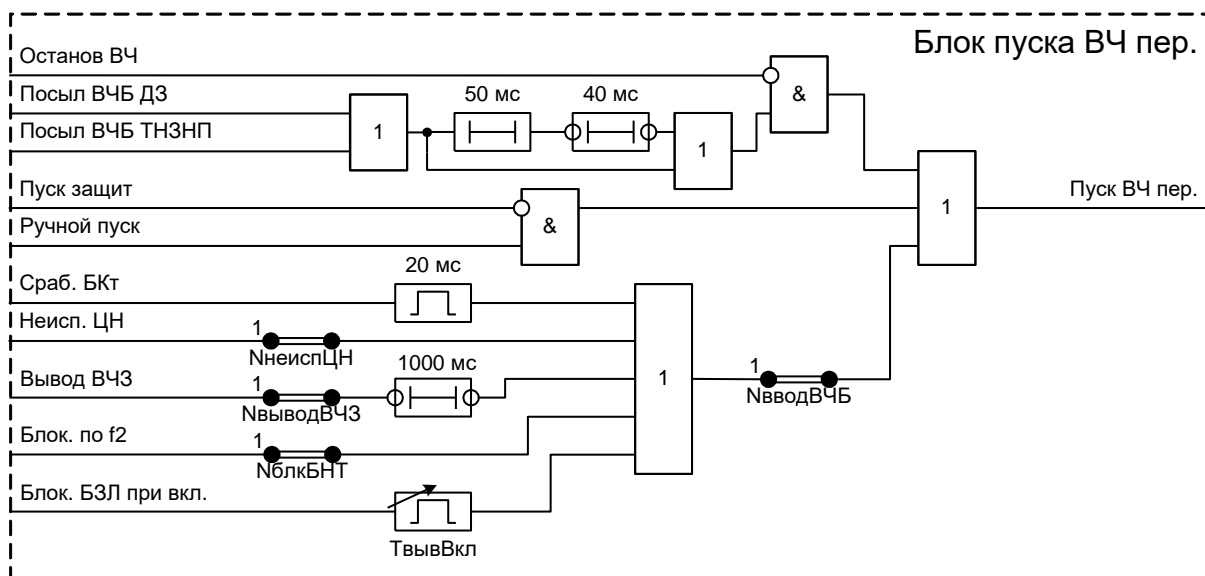 Блок пуска ВЧ пер.
Останов ВЧ
Посыл ВЧБ ДЗ
50 мс
40 мс
&
Посыл ВЧБ ТНЗНП
1
1
Пуск защит
&
1
Пуск ВЧ пер.
Ручной пуск
20 мс
Сраб. БКт
Неисп. ЦН
1
NнеиспЦН
1000 мс
Вывод ВЧЗ
1
NвыводВЧЗ
1
1
NвводВЧБ
Блок. по f2
1
NблкБНТ
Блок. БЗЛ при вкл.
TвывВкл